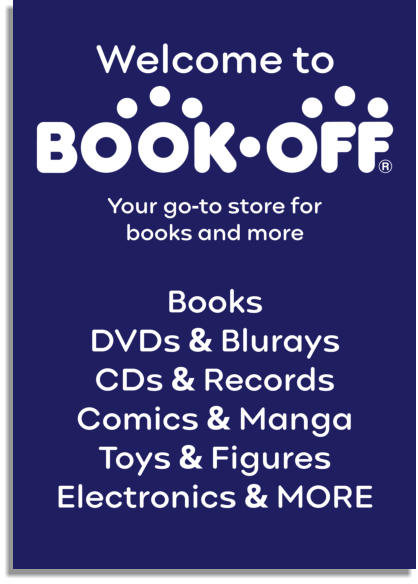 Welcome to
BOOK•OFF®
Your go-to store for
books and more
Books
DVDs & Blurays
CDs & Records
Comics & Manga
Toys & Figures
Electronics & MORE